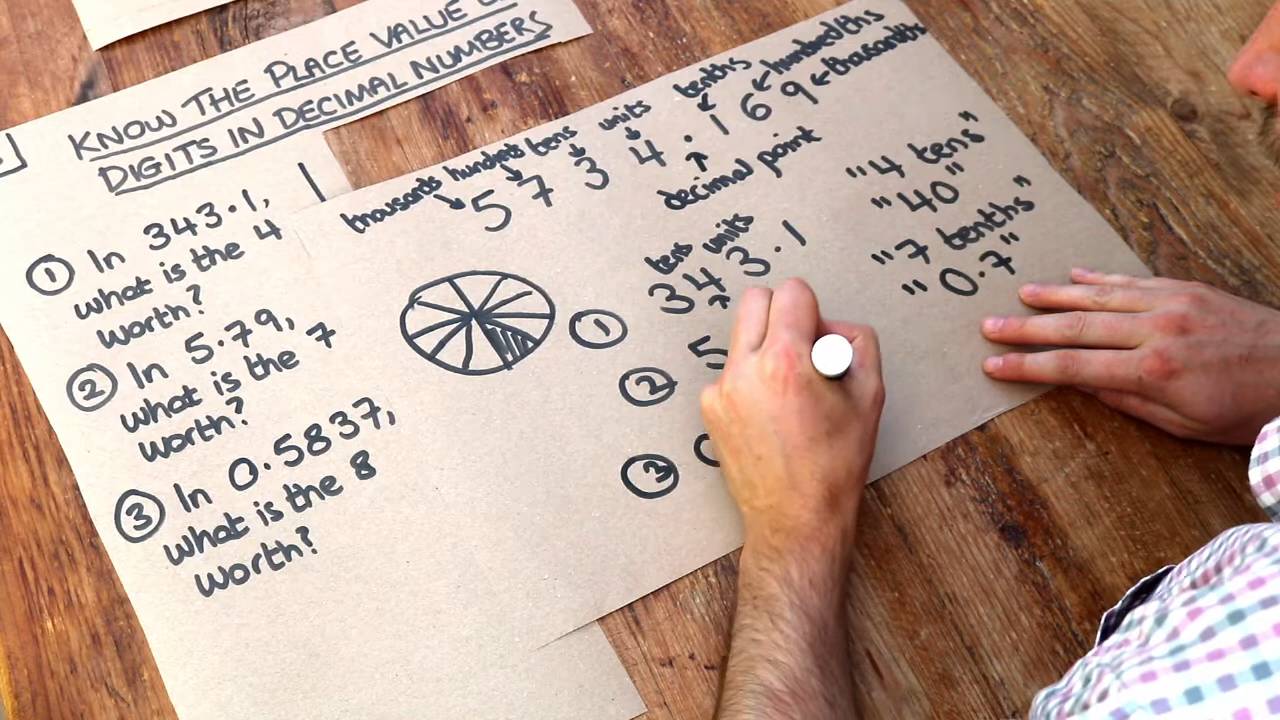 KNOW THE PLACE VALUE
DIGITS IN DECIMAL NUMBERS
1 In 343.1,
what is the 4
worth?
2 In 5.79,
what is the 7
worth?
3 In 0.5837,
what is the 8
worth?
thousands hundreds tens units tenths hundredths
thousandths
5 7 3 4 . 1 6 9
decimal point
tens units
1 343.1
2 5
3 0
"4 tens"
"40"
"7 tenths"
"0.7"